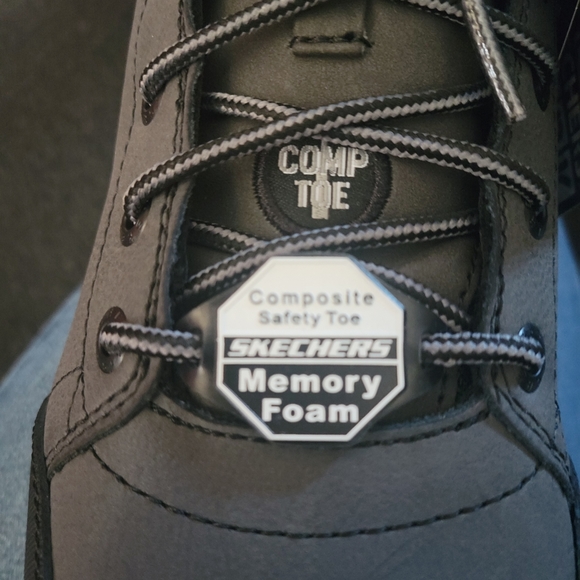 COMP
TOE
Composite
Safety Toe
SKECHERS
Memory
Foam